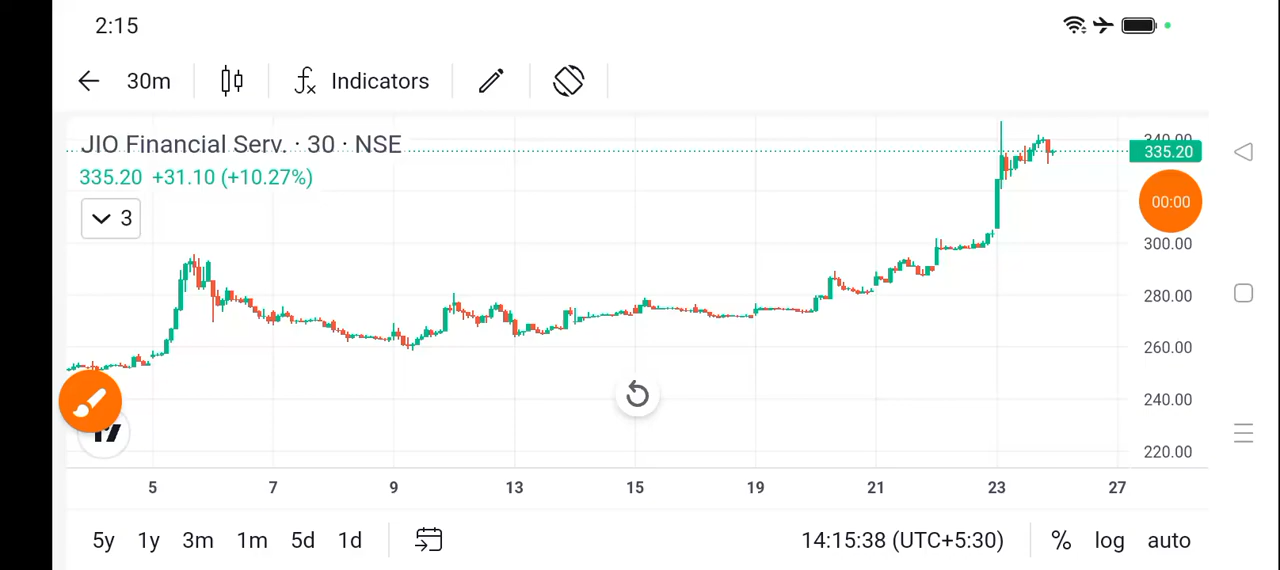 2:15
30m
Indicators
JIO Financial Serv. · 30 · NSE
335.20 +31.10 (+10.27%)
3
340.00
335.20
00:00
300.00
280.00
260.00
240.00
220.00
5 7 9 13 15 19 21 23 27
5y 1y 3m 1m 5d 1d
14:15:38 (UTC+5:30)
% log auto